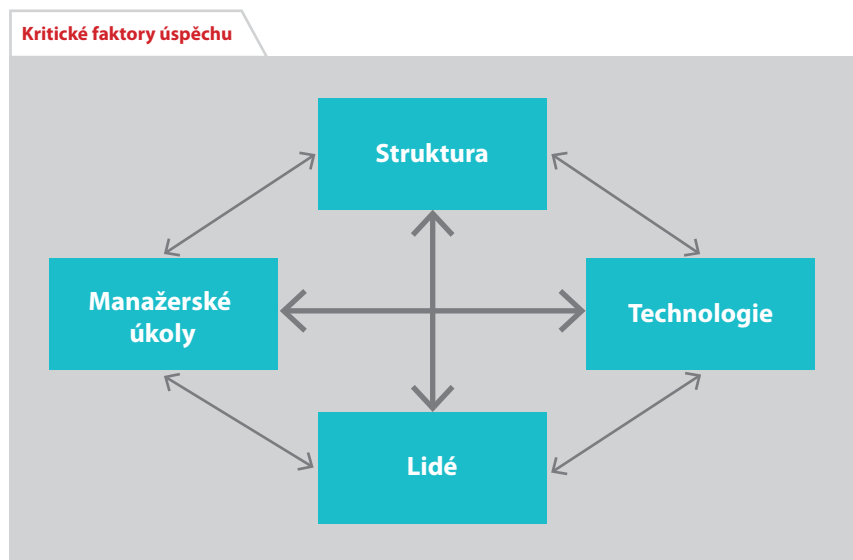 Kritické faktory úspěchu
Struktura
Manažerské
úkoly
Technologie
Lidé